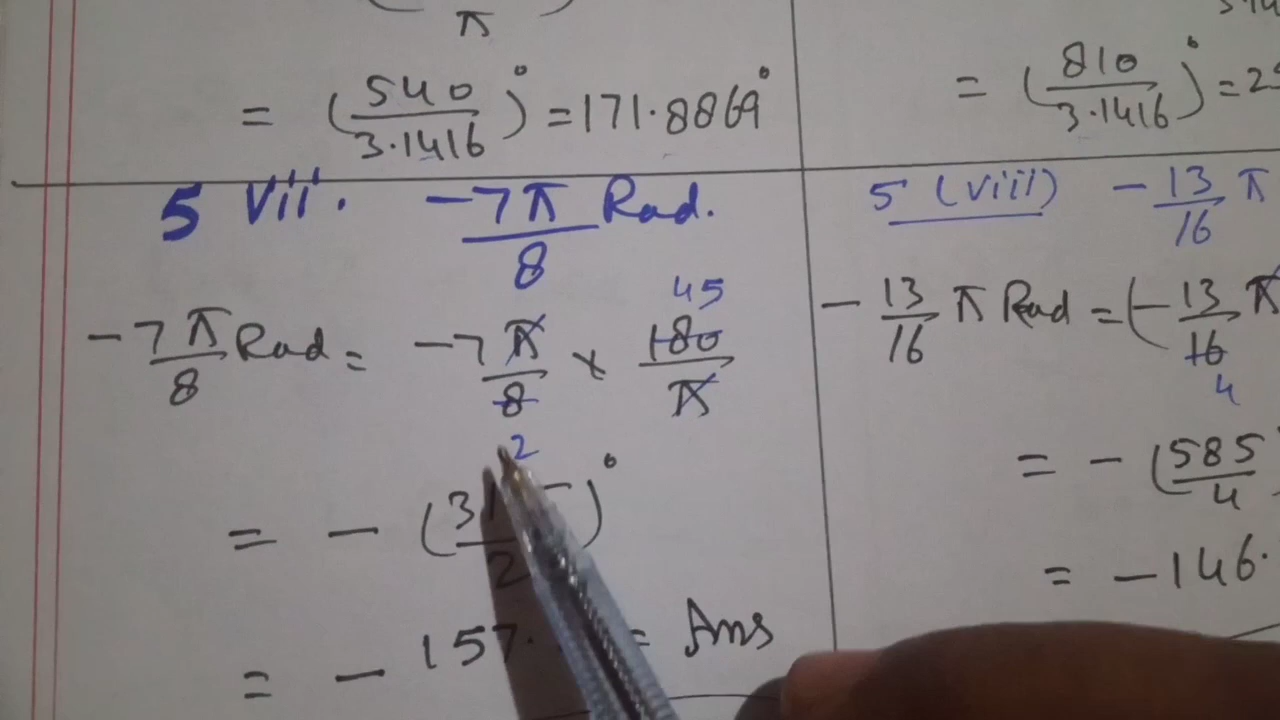 π
= (540/3.1416)° = 171.8869°
5 Vii. -7π/8 Rad.
-7π/8 Rad = -7π/8 × 180/π
45
2
= - (3
2
)°
= - 157. = Ans
= (810/3.1416)° = 2
5 (Viii) - 13/16 π
- 13/16 π Rad = (- 13/16 π
4
= - (585/4
= - 146.